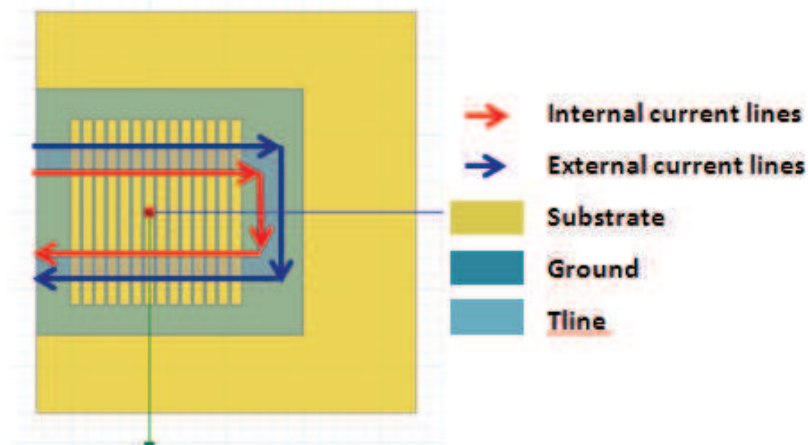 Internal current lines
External current lines
Substrate
Ground
Tline